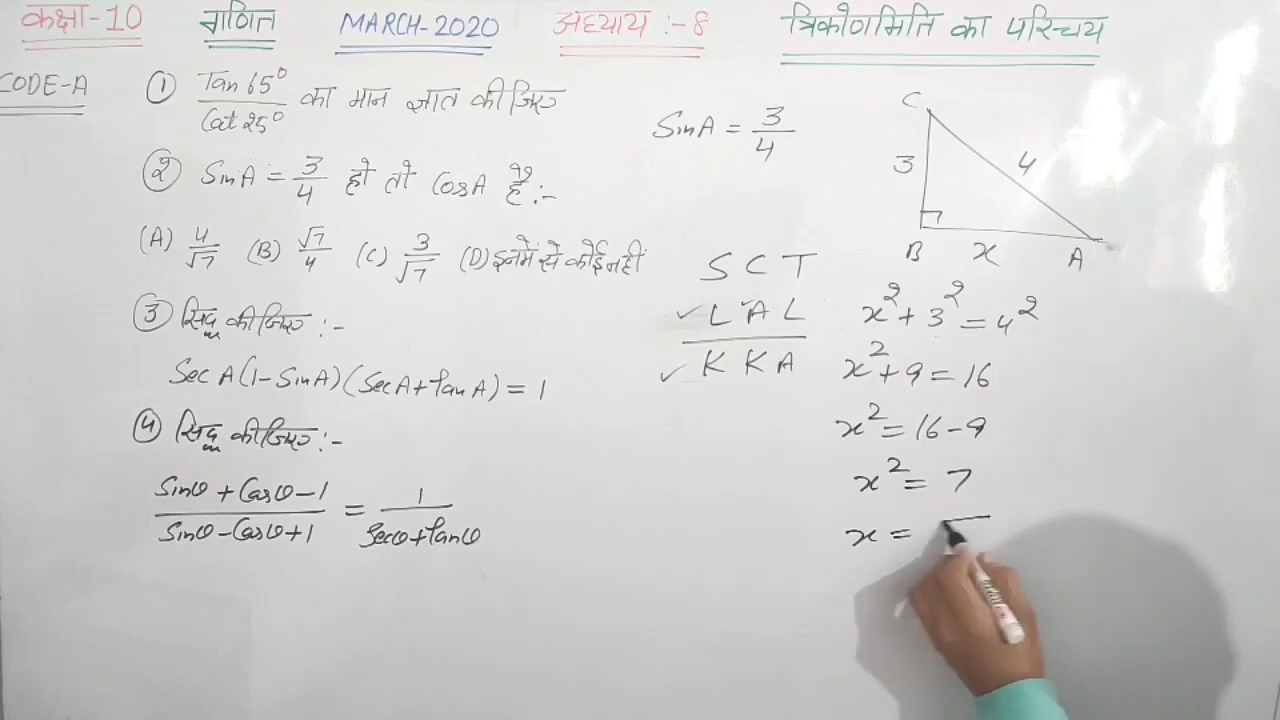 कक्षा-10 गणित MARCH-2020 अध्याय :- 8 त्रिकोणमिति का परिचय
CODE-A
① Tan 65° / Cot 25° का मान ज्ञात कीजिए
② SinA = 3/4 हो तो CosA है :-
(A) 4/√7 (B) √7/4 (C) 3/√7 (D) इनमें से कोई नहीं
③ सिद्ध कीजिए :-
Sec A (1 - SinA) (SecA + tan A) = 1
④ सिद्ध कीजिए :-
Sinθ + Cosθ - 1 / Sinθ - Cosθ + 1 = 1 / Secθ + tanθ
SinA = 3/4
C
3 4
B x A
S C T
✓ L A L
✓ K K A
x² + 3² = 4²
x² + 9 = 16
x² = 16 - 9
x² = 7
x =